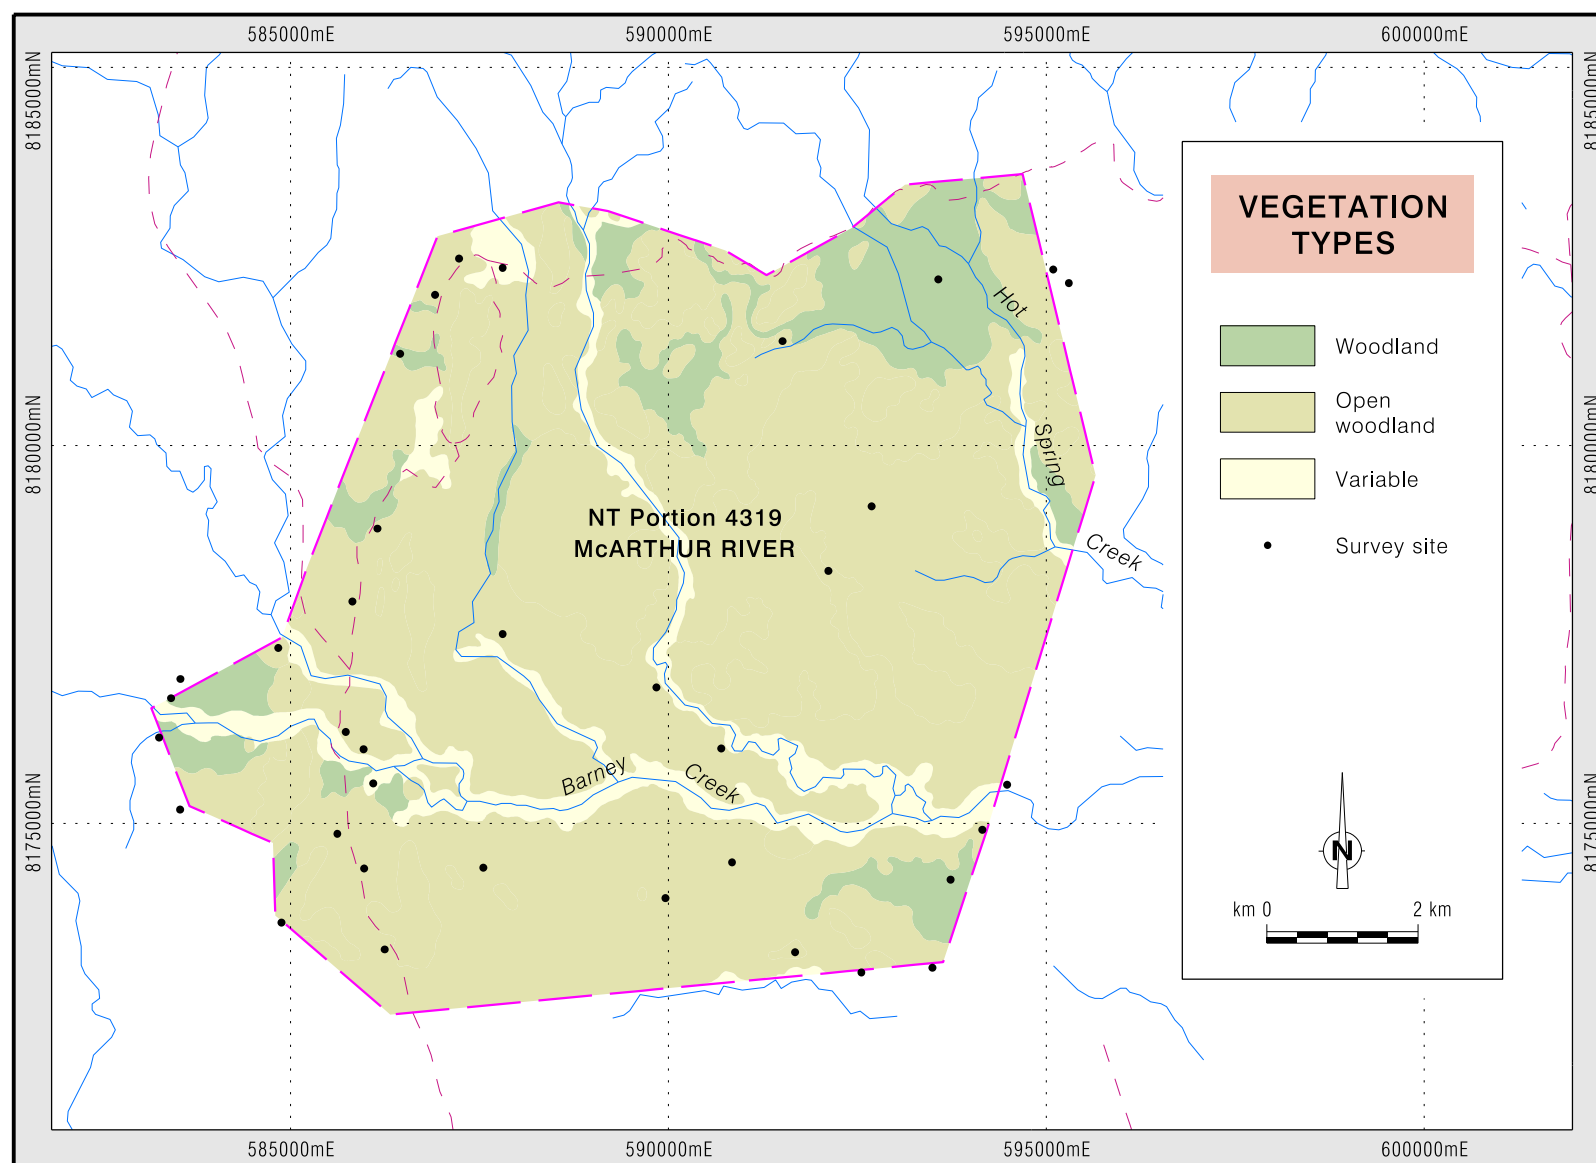 585000mE 590000mE 595000mE 600000mE
8185000mN
8185000mN
8180000mN
8180000mN
8175000mN
8175000mN
VEGETATION
TYPES
Woodland
Open
woodland
Variable
Survey site
Hot
Spring
Creek
NT Portion 4319
McARTHUR RIVER
Barney
Creek
N
km 0 2 km
585000mE 590000mE 595000mE 600000mE